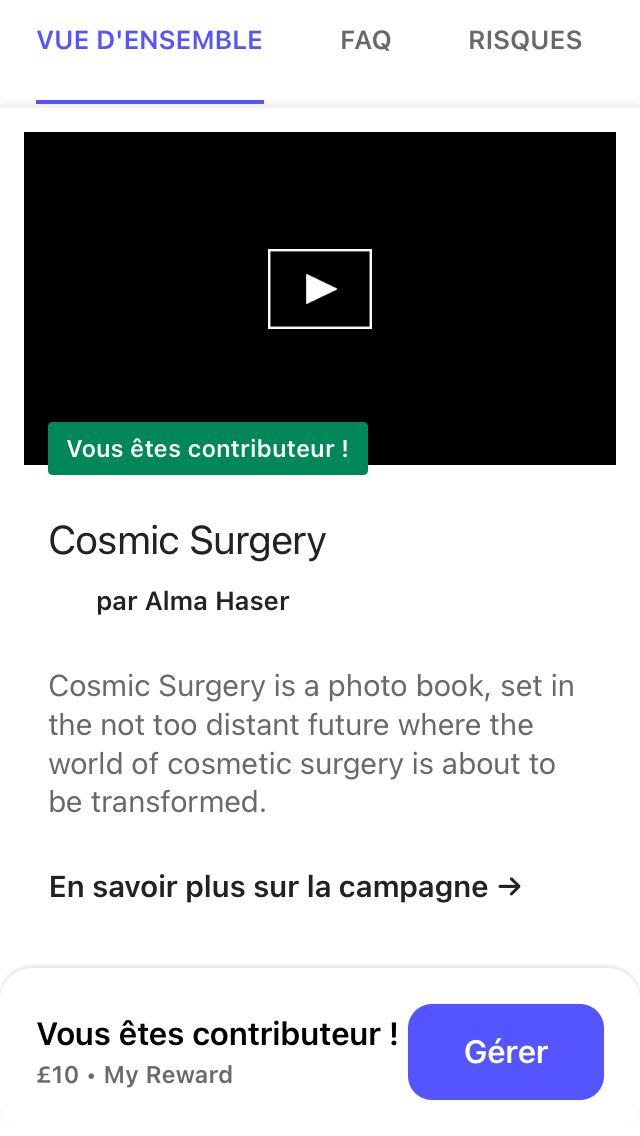 VUE D'ENSEMBLE FAQ RISQUES
Vous êtes contributeur !
Cosmic Surgery
par Alma Haser
Cosmic Surgery is a photo book, set in
the not too distant future where the
world of cosmetic surgery is about to
be transformed.
En savoir plus sur la campagne →
Vous êtes contributeur !
£10 • My Reward
Gérer